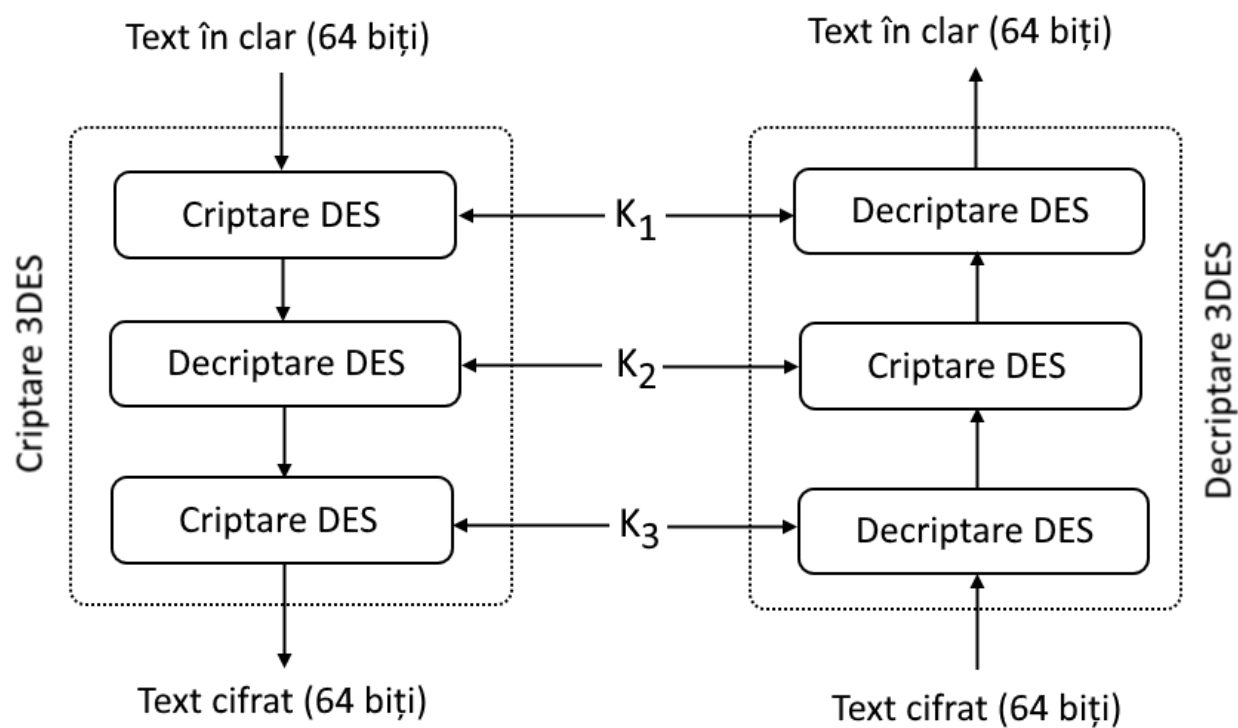 Text în clar (64 biți)
Criptare 3DES
Criptare DES
Decriptare DES
Criptare DES
Text cifrat (64 biți)
K1
K2
K3
Text în clar (64 biți)
Decriptare DES
Criptare DES
Decriptare DES
Decriptare 3DES
Text cifrat (64 biți)